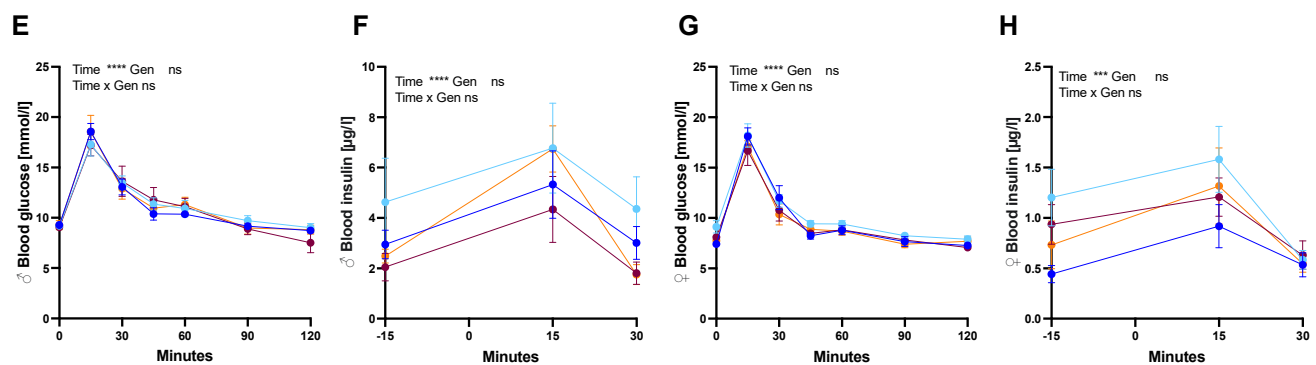 E
Time **** Gen ns
Time x Gen ns
♂ Blood glucose [mmol/l]
25
20
15
10
5
0
0 30 60 90 120
Minutes
F
Time **** Gen ns
Time x Gen ns
♂ Blood insulin [µg/l]
10
8
6
4
2
0
-15 0 15 30
Minutes
G
Time **** Gen ns
Time x Gen ns
♀ Blood glucose [mmol/l]
25
20
15
10
5
0
0 30 60 90 120
Minutes
H
Time *** Gen ns
Time x Gen ns
♀ Blood insulin [µg/l]
2.5
2.0
1.5
1.0
0.5
0.0
-15 0 15 30
Minutes